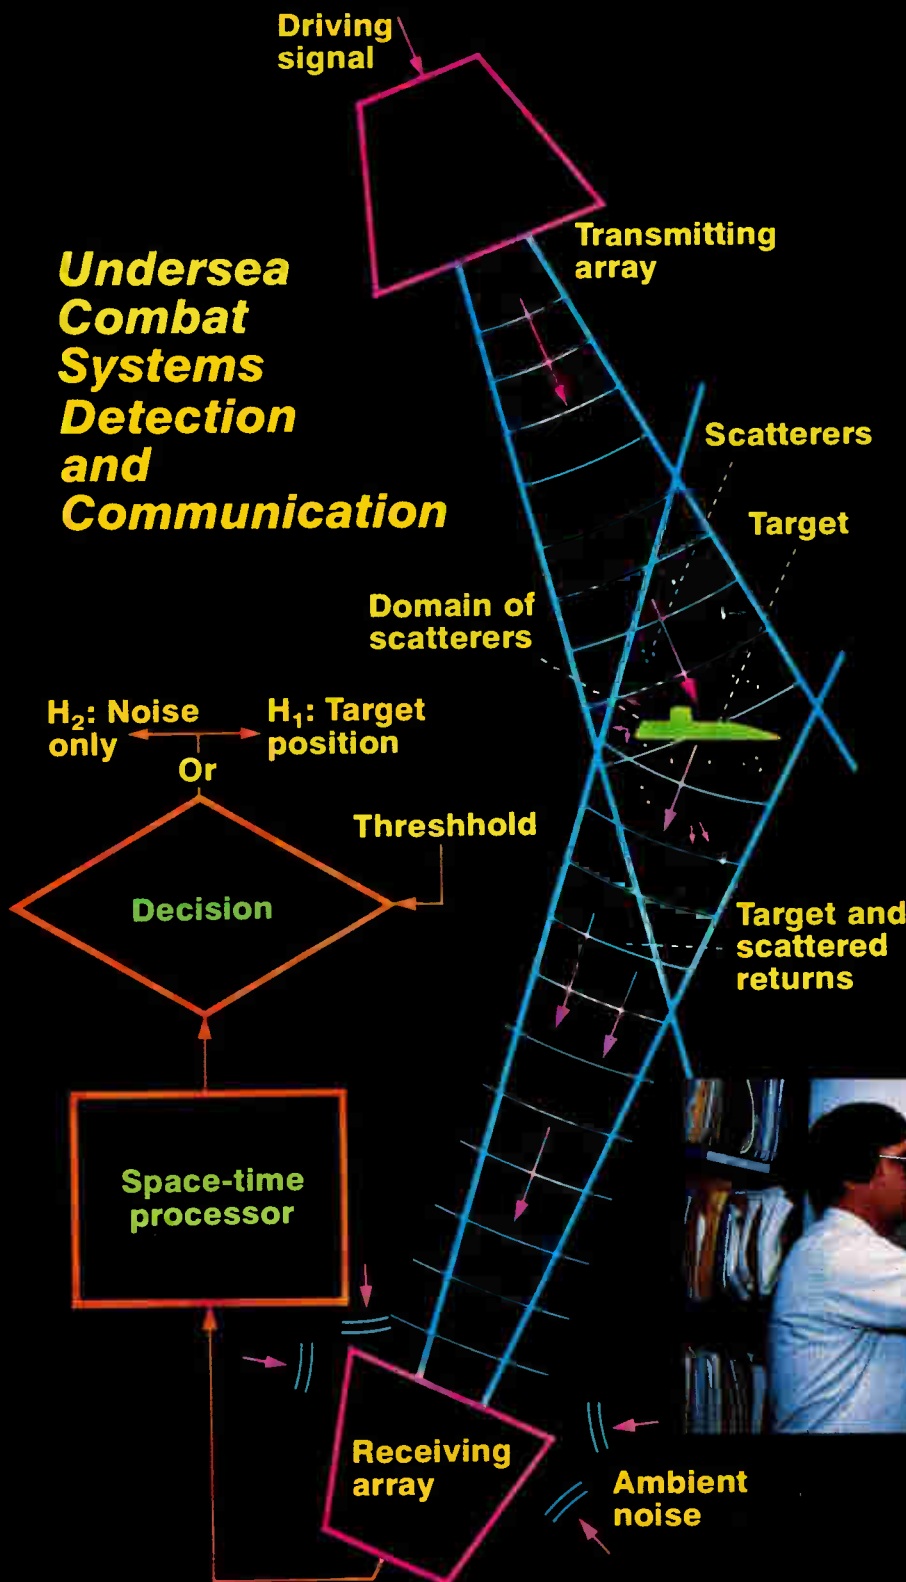 Driving
signal
Undersea
Combat
Systems
Detection
and
Communication
Transmitting
array
Scatterers
Target
Domain of
scatterers
H₂: Noise
only
H₁: Target
position
Or
Threshhold
Decision
Target and
scattered
returns
Space-time
processor
Receiving
array
Ambient
noise